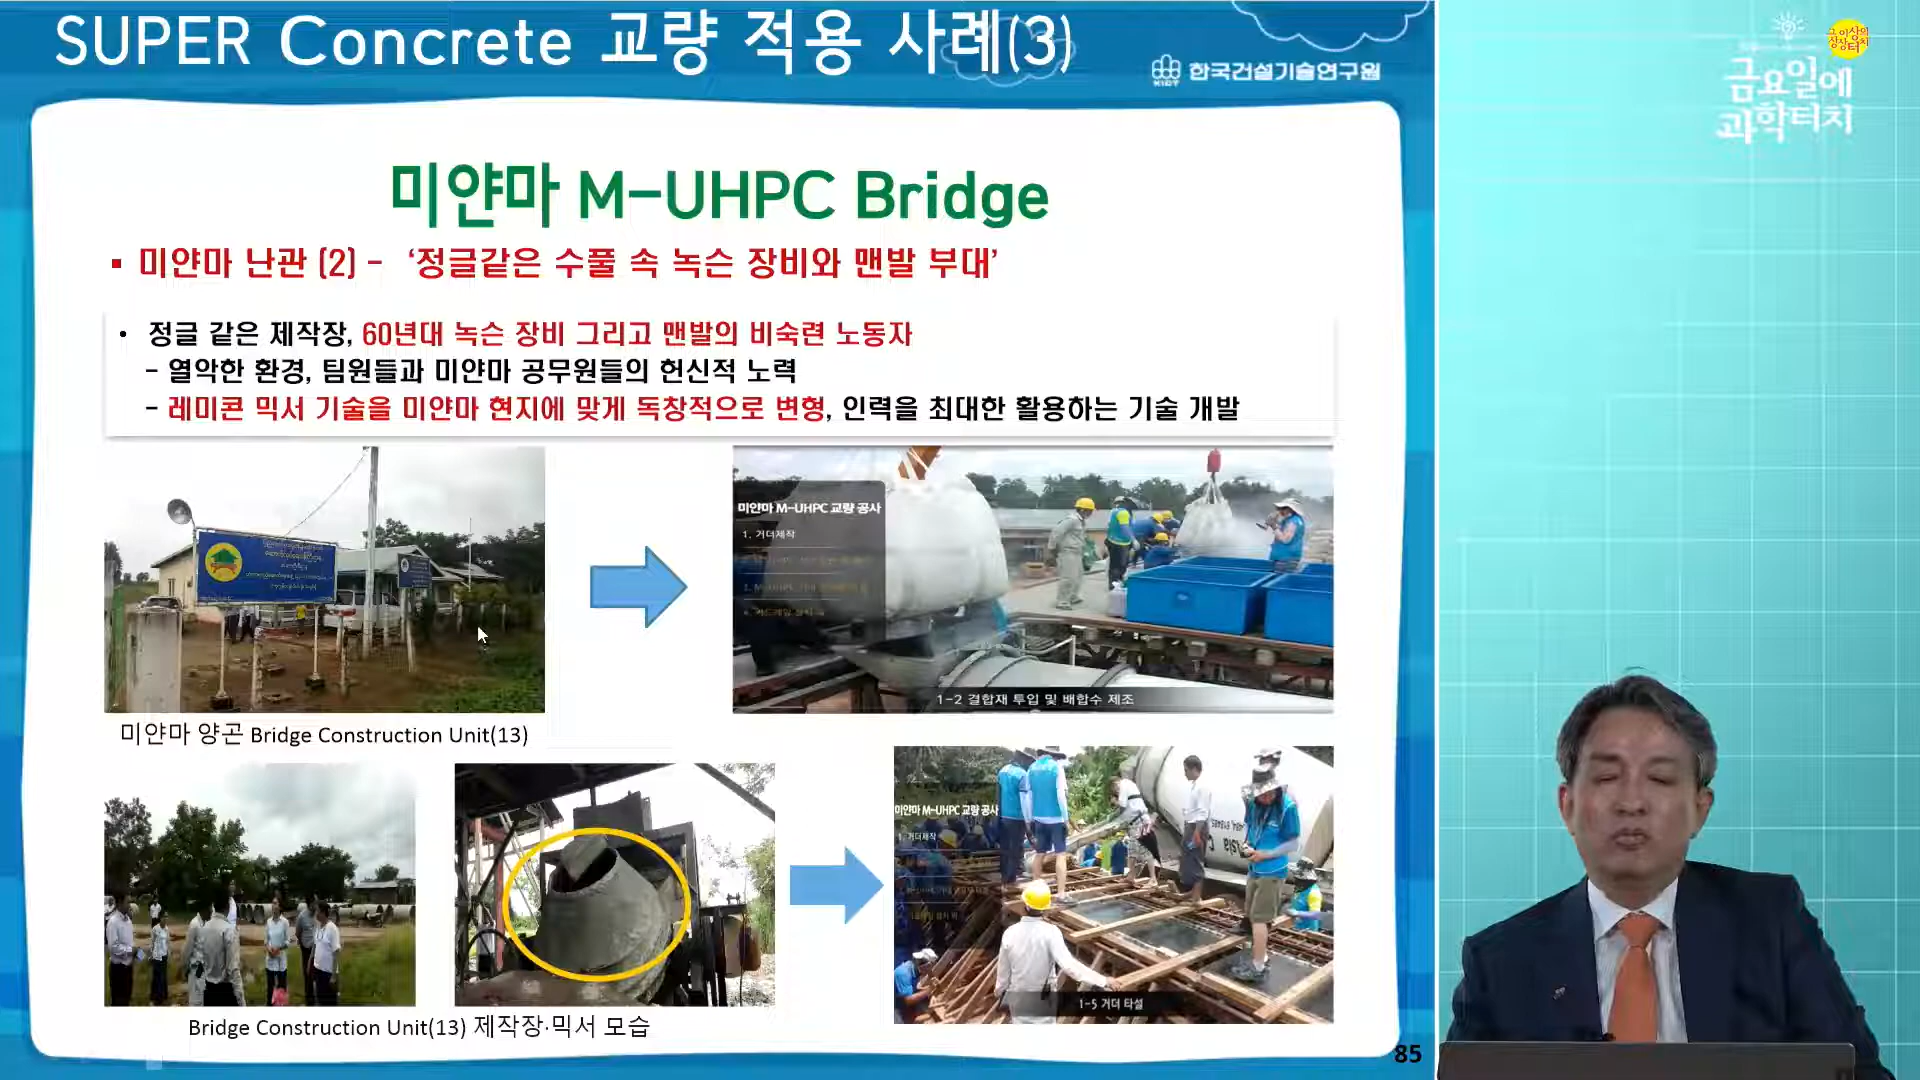 SUPER Concrete 교량 적용 사례(3)
한국건설기술연구원
금요일에
과학터치
미얀마 M-UHPC Bridge
▪ 미얀마 난관 (2) - ‘정글같은 수풀 속 녹슨 장비와 맨발 부대’
• 정글 같은 제작장, 60년대 녹슨 장비 그리고 맨발의 비숙련 노동자
- 열악한 환경, 팀원들과 미얀마 공무원들의 헌신적 노력
- 레미콘 믹서 기술을 미얀마 현지에 맞게 독창적으로 변형, 인력을 최대한 활용하는 기술 개발
미얀마 M-UHPC 교량 공사
1. 거더제작
1-2 결합재 투입 및 배합수 제조
미얀마 양곤 Bridge Construction Unit(13)
미얀마 M-UHPC 교량 공사
1. 거더제작
Asia C
1-5 거더 타설
Bridge Construction Unit(13) 제작장·믹서 모습
85